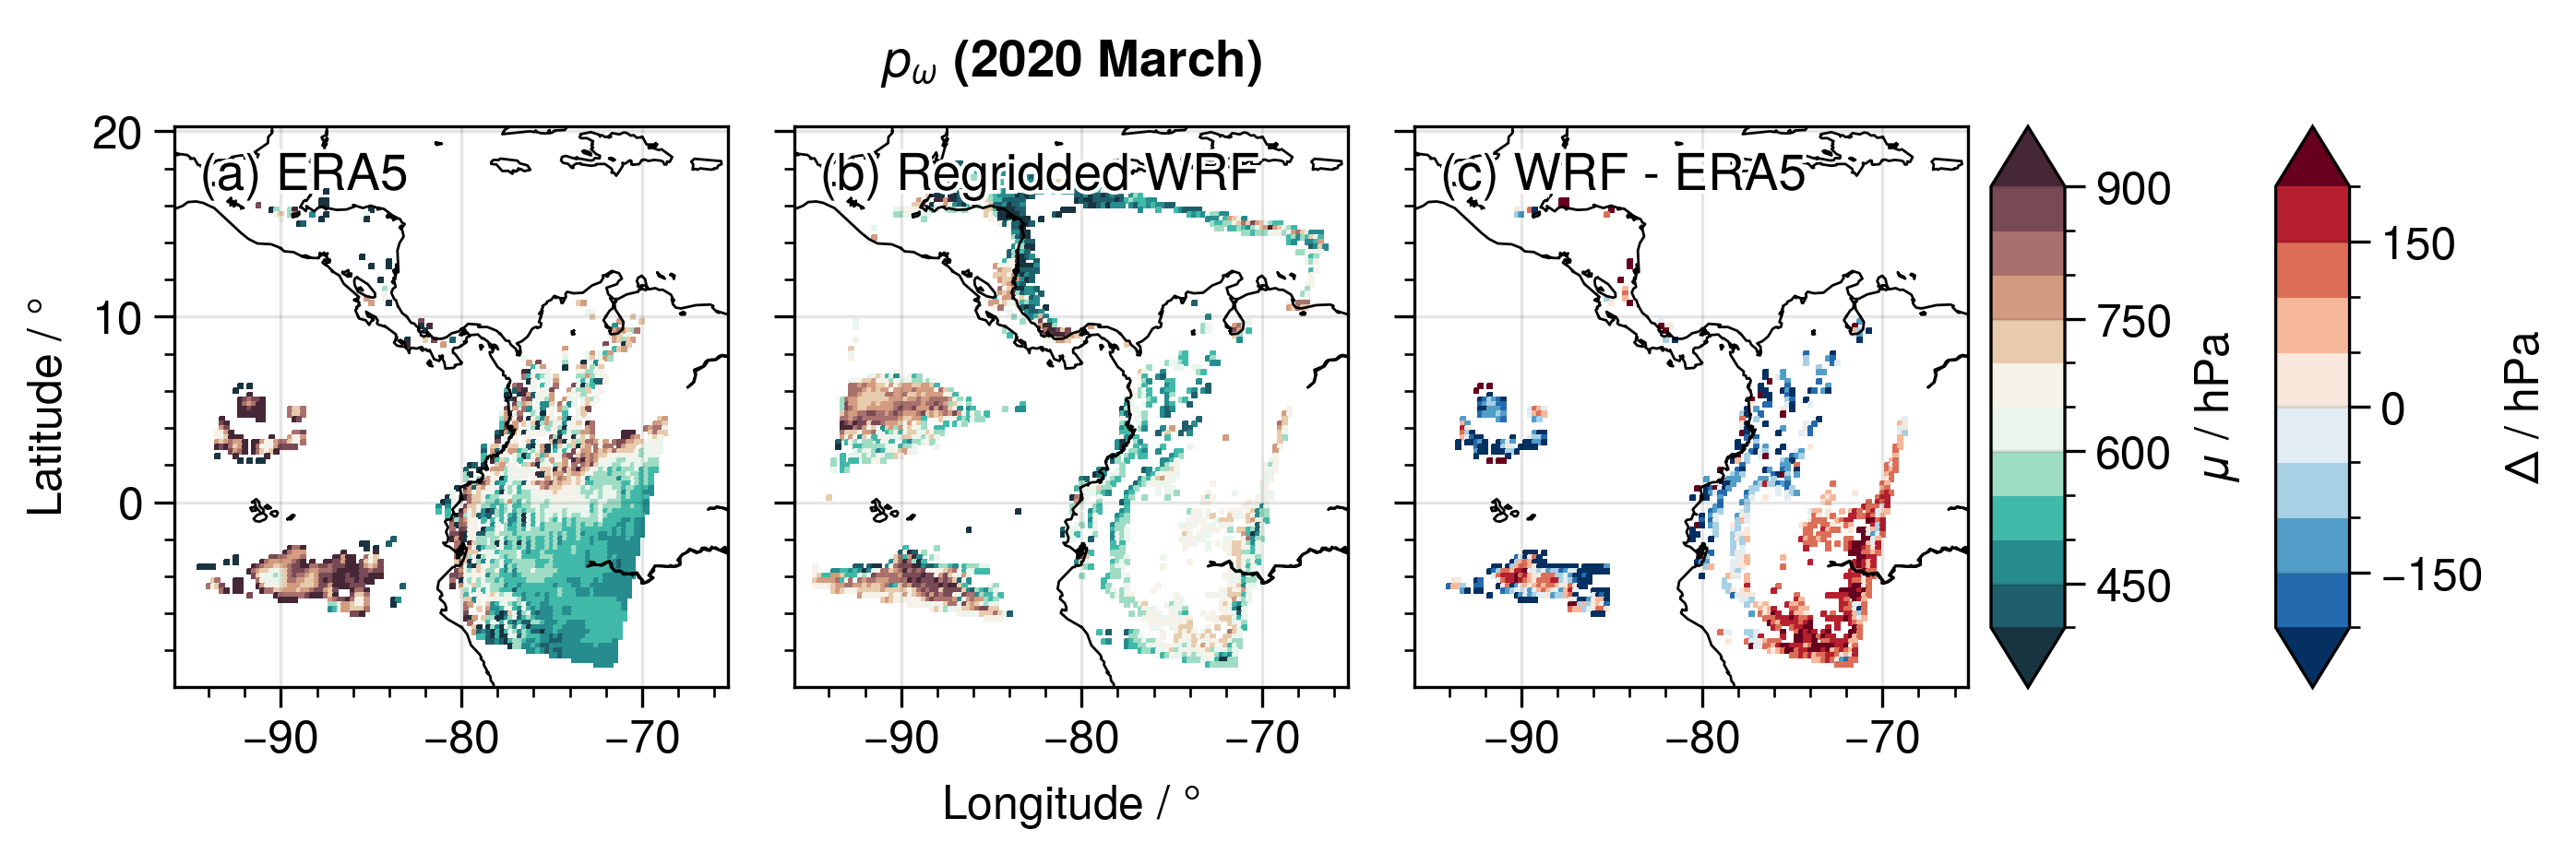 pω (2020 March)
(a) ERA5
(b) Regridded WRF
(c) WRF - ERA5
20
10
0
Latitude / °
−90
−80
−70
−90
−80
−70
−90
−80
−70
Longitude / °
900
750
600
450
μ / hPa
150
0
−150
Δ / hPa